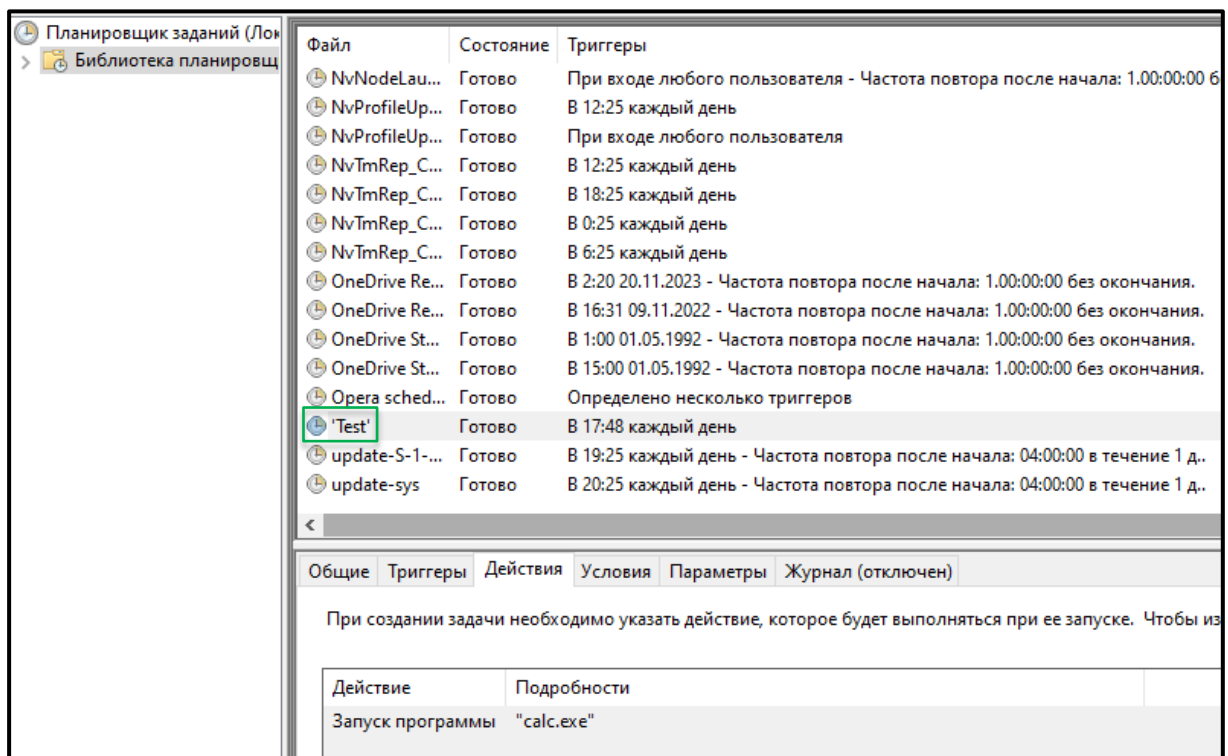 Планировщик заданий (Лок
Библиотека планировщ
Файл Состояние Триггеры
NvNodeLau... Готово При входе любого пользователя - Частота повтора после начала: 1.00:00:00 б
NvProfileUp... Готово В 12:25 каждый день
NvProfileUp... Готово При входе любого пользователя
NvTmRep_C... Готово В 12:25 каждый день
NvTmRep_C... Готово В 18:25 каждый день
NvTmRep_C... Готово В 0:25 каждый день
NvTmRep_C... Готово В 6:25 каждый день
OneDrive Re... Готово В 2:20 20.11.2023 - Частота повтора после начала: 1.00:00:00 без окончания.
OneDrive Re... Готово В 16:31 09.11.2022 - Частота повтора после начала: 1.00:00:00 без окончания.
OneDrive St... Готово В 1:00 01.05.1992 - Частота повтора после начала: 1.00:00:00 без окончания.
OneDrive St... Готово В 15:00 01.05.1992 - Частота повтора после начала: 1.00:00:00 без окончания.
Opera sched... Готово Определено несколько триггеров
'Test' Готово В 17:48 каждый день
update-S-1-... Готово В 19:25 каждый день - Частота повтора после начала: 04:00:00 в течение 1 д..
update-sys Готово В 20:25 каждый день - Частота повтора после начала: 04:00:00 в течение 1 д..
Общие Триггеры Действия Условия Параметры Журнал (отключен)
При создании задачи необходимо указать действие, которое будет выполняться при ее запуске. Чтобы из
Действие Подробности
Запуск программы "calc.exe"